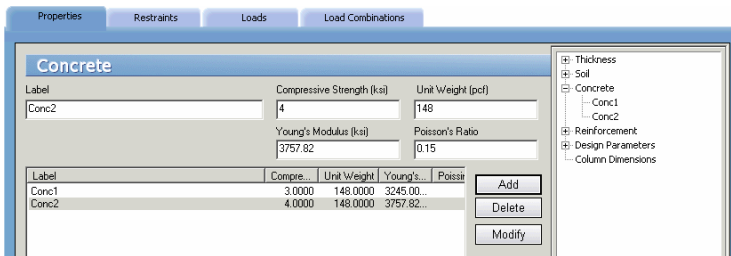 Properties Restraints Loads Load Combinations
Concrete
Label Compressive Strength (ksi) Unit Weight (pcf)
Conc2 4 148
Young's Modulus (ksi) Poisson's Ratio
3757.82 0.15
Label Compre... Unit Weight Young's... Poissir
Conc1 3.0000 148.0000 3245.00...
Conc2 4.0000 148.0000 3757.82...
Add
Delete
Modify
Thickness
Soil
Concrete
Conc1
Conc2
Reinforcement
Design Parameters
Column Dimensions